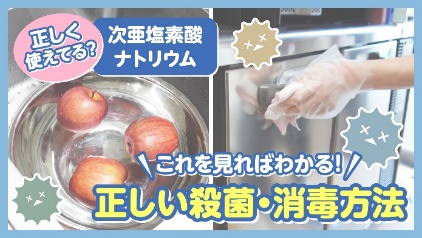 正しく
使えてる?
次亜塩素酸
ナトリウム
これを見ればわかる!
正しい殺菌・消毒方法